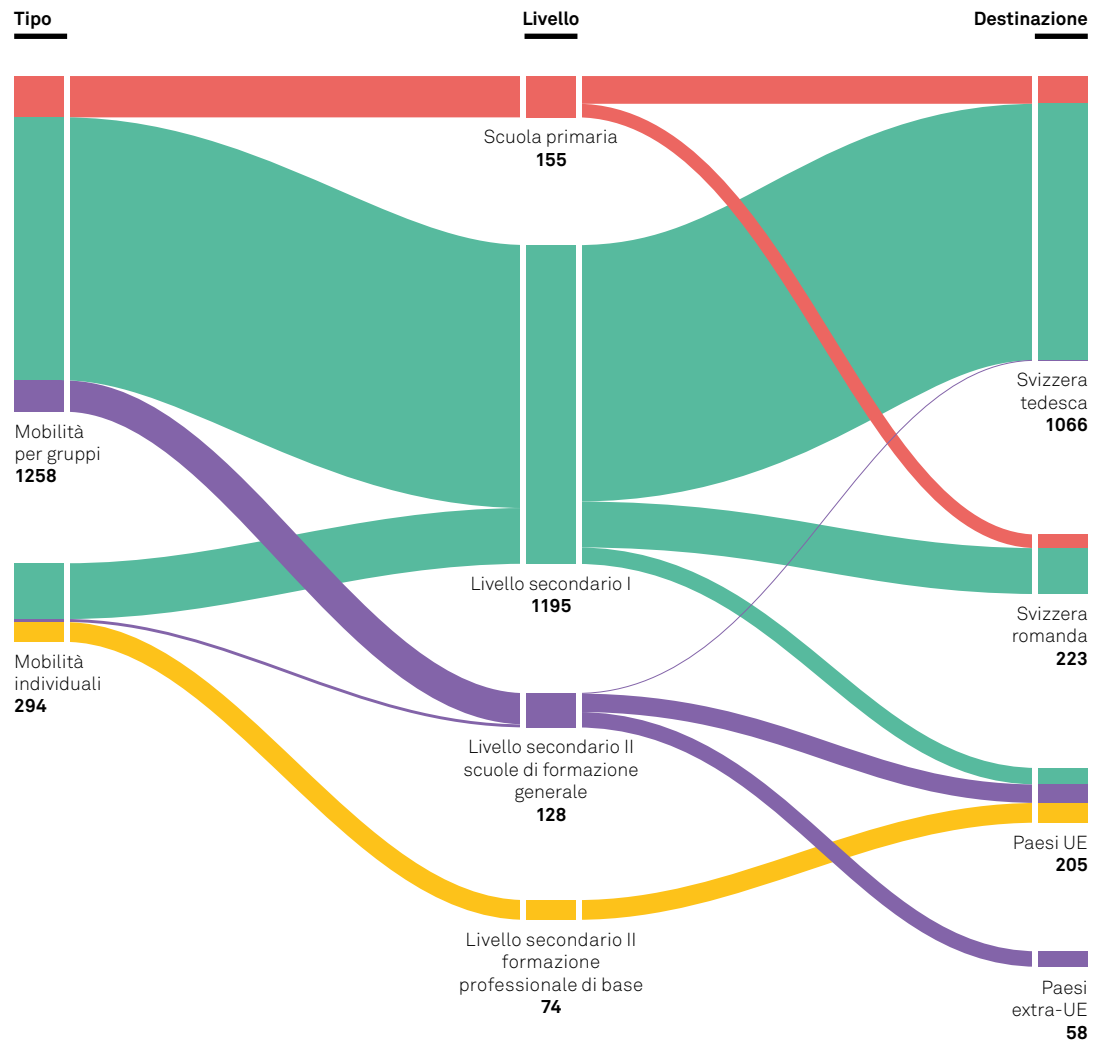 Tipo
Livello
Destinazione
Scuola primaria
155
Svizzera
tedesca
1066
Mobilità
per gruppi
1258
Livello secondario I
1195
Svizzera
romanda
223
Mobilità
individuali
294
Livello secondario II
scuole di formazione
generale
128
Paesi UE
205
Livello secondario II
formazione
professionale di base
74
Paesi
extra-UE
58